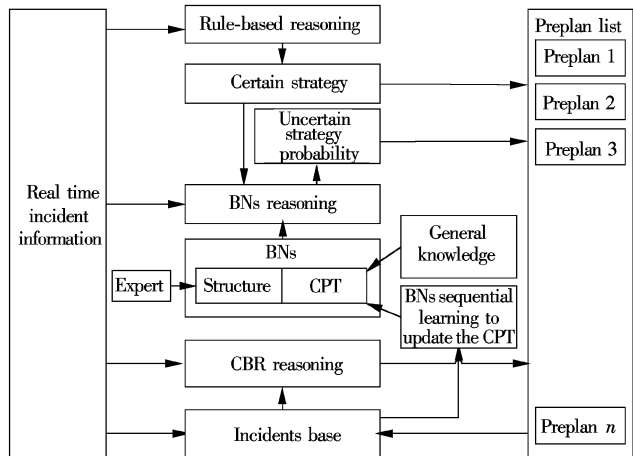 Rule-based reasoning
Preplan list
Preplan 1
Certain strategy
Preplan 2
Uncertain
strategy
probability
Preplan 3
Real time
incident
information
BNs reasoning
BNs
General
knowledge
Expert
Structure
CPT
BNs sequential
learning to
update the CPT
CBR reasoning
Incidents base
Preplan n